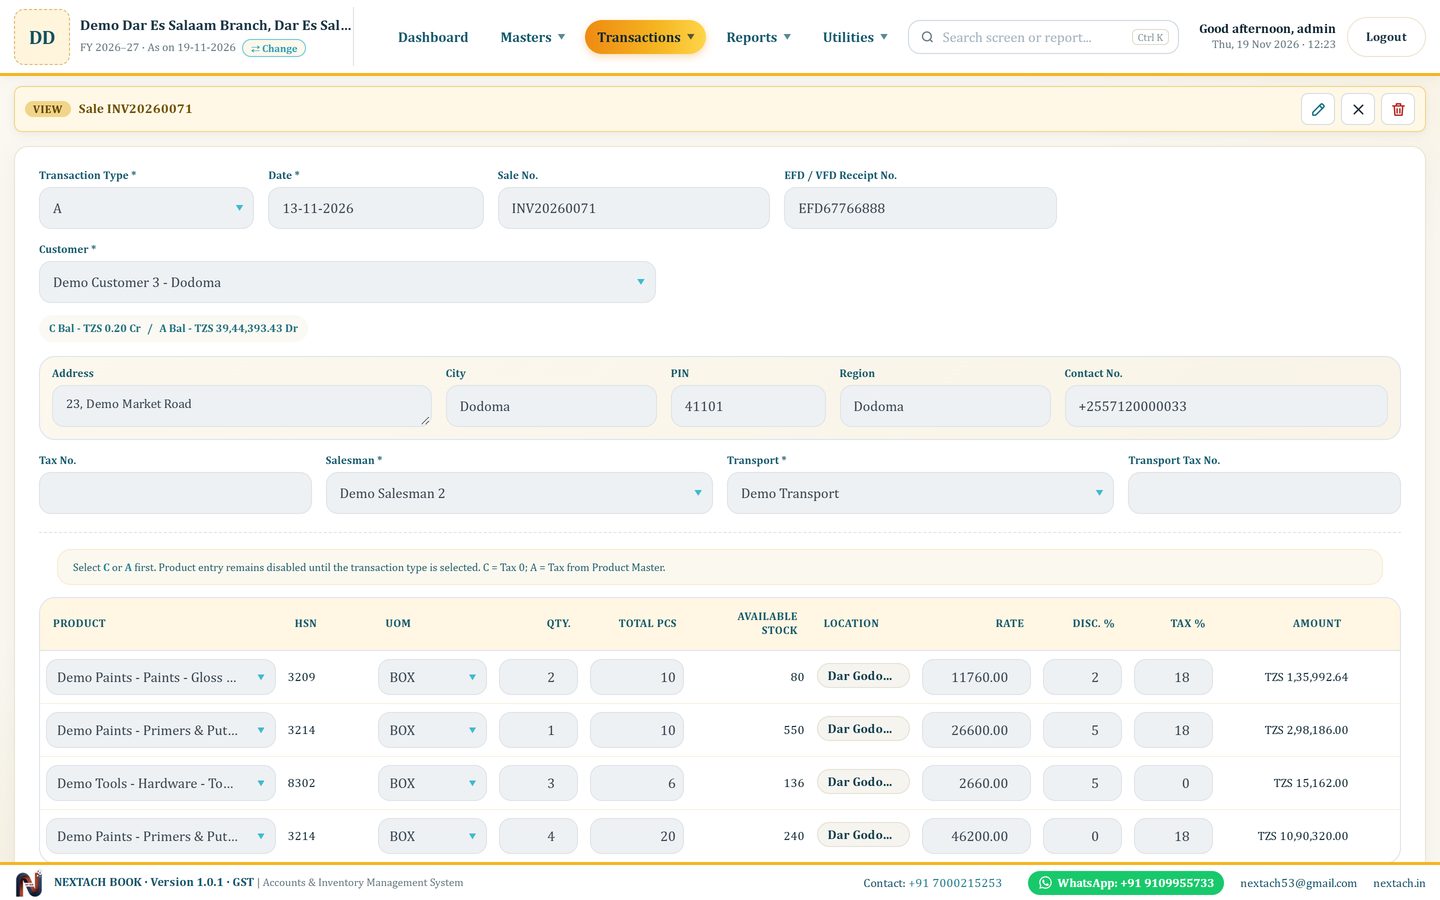 DD
Demo Dar Es Salaam Branch, Dar Es Sal...
FY 2026-27 · As on 19-11-2026 ⇄ Change
Dashboard Masters Transactions Reports Utilities
Search screen or report... Ctrl K
Good afternoon, admin
Thu, 19 Nov 2026 · 12:23
Logout
VIEW Sale INV20260071
Transaction Type * Date * Sale No. EFD / VFD Receipt No.
A 13-11-2026 INV20260071 EFD67766888
Customer *
Demo Customer 3 - Dodoma
C Bal - TZS 0.20 Cr / A Bal - TZS 39,44,393.43 Dr
Address City PIN Region Contact No.
23, Demo Market Road Dodoma 41101 Dodoma +2557120000033
Tax No. Salesman * Transport * Transport Tax No.
Demo Salesman 2 Demo Transport
Select C or A first. Product entry remains disabled until the transaction type is selected. C = Tax 0; A = Tax from Product Master.
PRODUCT HSN UOM QTY. TOTAL PCS AVAILABLE STOCK LOCATION RATE DISC. % TAX % AMOUNT
Demo Paints - Paints - Gloss ... 3209 BOX 2 10 80 Dar Godo... 11760.00 2 18 TZS 1,35,992.64
Demo Paints - Primers & Put... 3214 BOX 1 10 550 Dar Godo... 26600.00 5 18 TZS 2,98,186.00
Demo Tools - Hardware - To... 8302 BOX 3 6 136 Dar Godo... 2660.00 5 0 TZS 15,162.00
Demo Paints - Primers & Put... 3214 BOX 4 20 240 Dar Godo... 46200.00 0 18 TZS 10,90,320.00
NEXTACH BOOK · Version 1.0.1 · GST | Accounts & Inventory Management System
Contact: +91 7000215253 WhatsApp: +91 9109955733 nextach53@gmail.com nextach.in